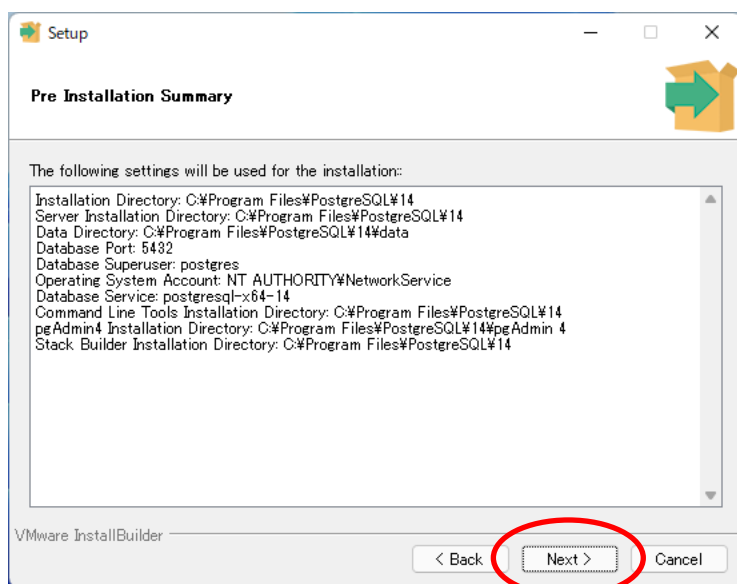 Setup
Pre Installation Summary
The following settings will be used for the installation::
Installation Directory: C:¥Program Files¥PostgreSQL¥14
Server Installation Directory: C:¥Program Files¥PostgreSQL¥14
Data Directory: C:¥Program Files¥PostgreSQL¥14¥data
Database Port: 5432
Database Superuser: postgres
Operating System Account: NT AUTHORITY¥NetworkService
Database Service: postgresql-x64-14
Command Line Tools Installation Directory: C:¥Program Files¥PostgreSQL¥14
pgAdmin4 Installation Directory: C:¥Program Files¥PostgreSQL¥14¥pgAdmin 4
Stack Builder Installation Directory: C:¥Program Files¥PostgreSQL¥14
VMware InstallBuilder
< Back Next > Cancel